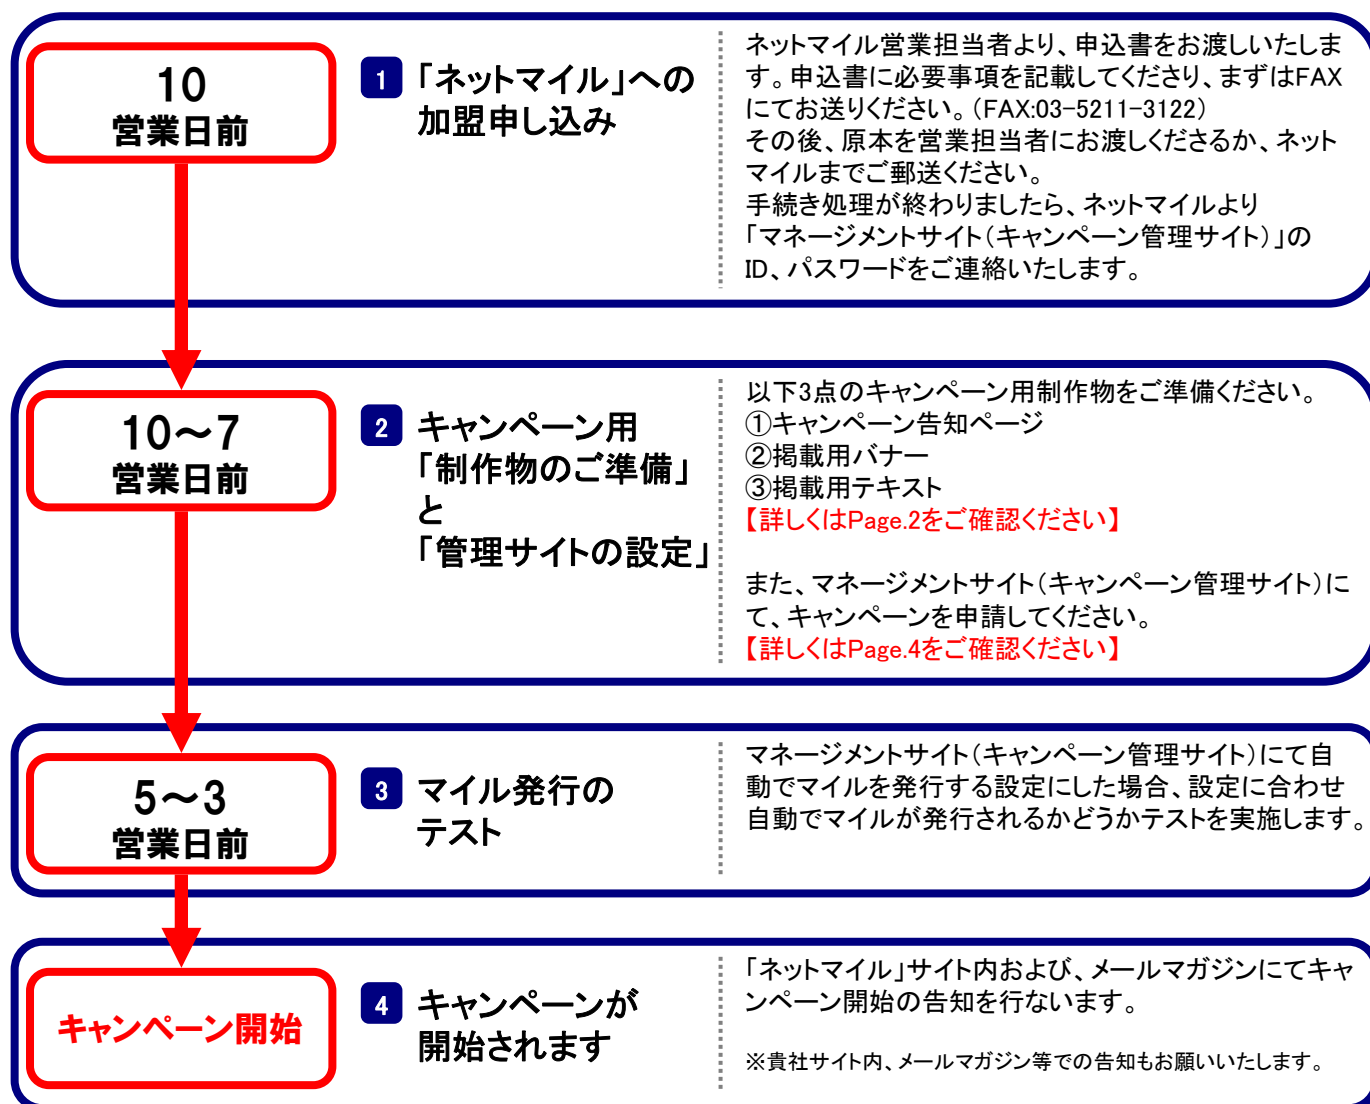 10
営業日前
1 「ネットマイル」への
加盟申し込み
ネットマイル営業担当者より、申込書をお渡しいたしま
す。申込書に必要事項を記載してくださり、まずはFAX
にてお送りください。(FAX:03-5211-3122)
その後、原本を営業担当者にお渡しくださるか、ネット
マイルまでご郵送ください。
手続き処理が終わりましたら、ネットマイルより
「マネージメントサイト(キャンペーン管理サイト)」の
ID、パスワードをご連絡いたします。
10～7
営業日前
2 キャンペーン用
「制作物のご準備」
と
「管理サイトの設定」
以下3点のキャンペーン用制作物をご準備ください。
①キャンペーン告知ページ
②掲載用バナー
③掲載用テキスト
【詳しくはPage.2をご確認ください】
また、マネージメントサイト(キャンペーン管理サイト)に
て、キャンペーンを申請してください。
【詳しくはPage.4をご確認ください】
5～3
営業日前
3 マイル発行の
テスト
マネージメントサイト(キャンペーン管理サイト)にて自
動でマイルを発行する設定にした場合、設定に合わせ
自動でマイルが発行されるかどうかテストを実施します。
キャンペーン開始
4 キャンペーンが
開始されます
「ネットマイル」サイト内および、メールマガジンにてキャ
ンペーン開始の告知を行ないます。
※貴社サイト内、メールマガジン等での告知もお願いいたします。